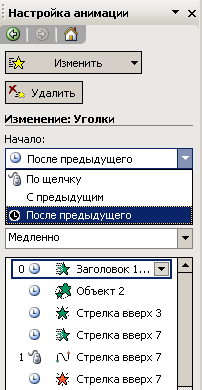 Настройка анимации
Изменить
Удалить
Изменение: Уголки
Начало:
После предыдущего
По щелчку
С предыдущим
После предыдущего
Медленно
0 Заголовок 1...
Объект 2
Стрелка вверх 3
Стрелка вверх 7
1 Стрелка вверх 7
Стрелка вверх 7